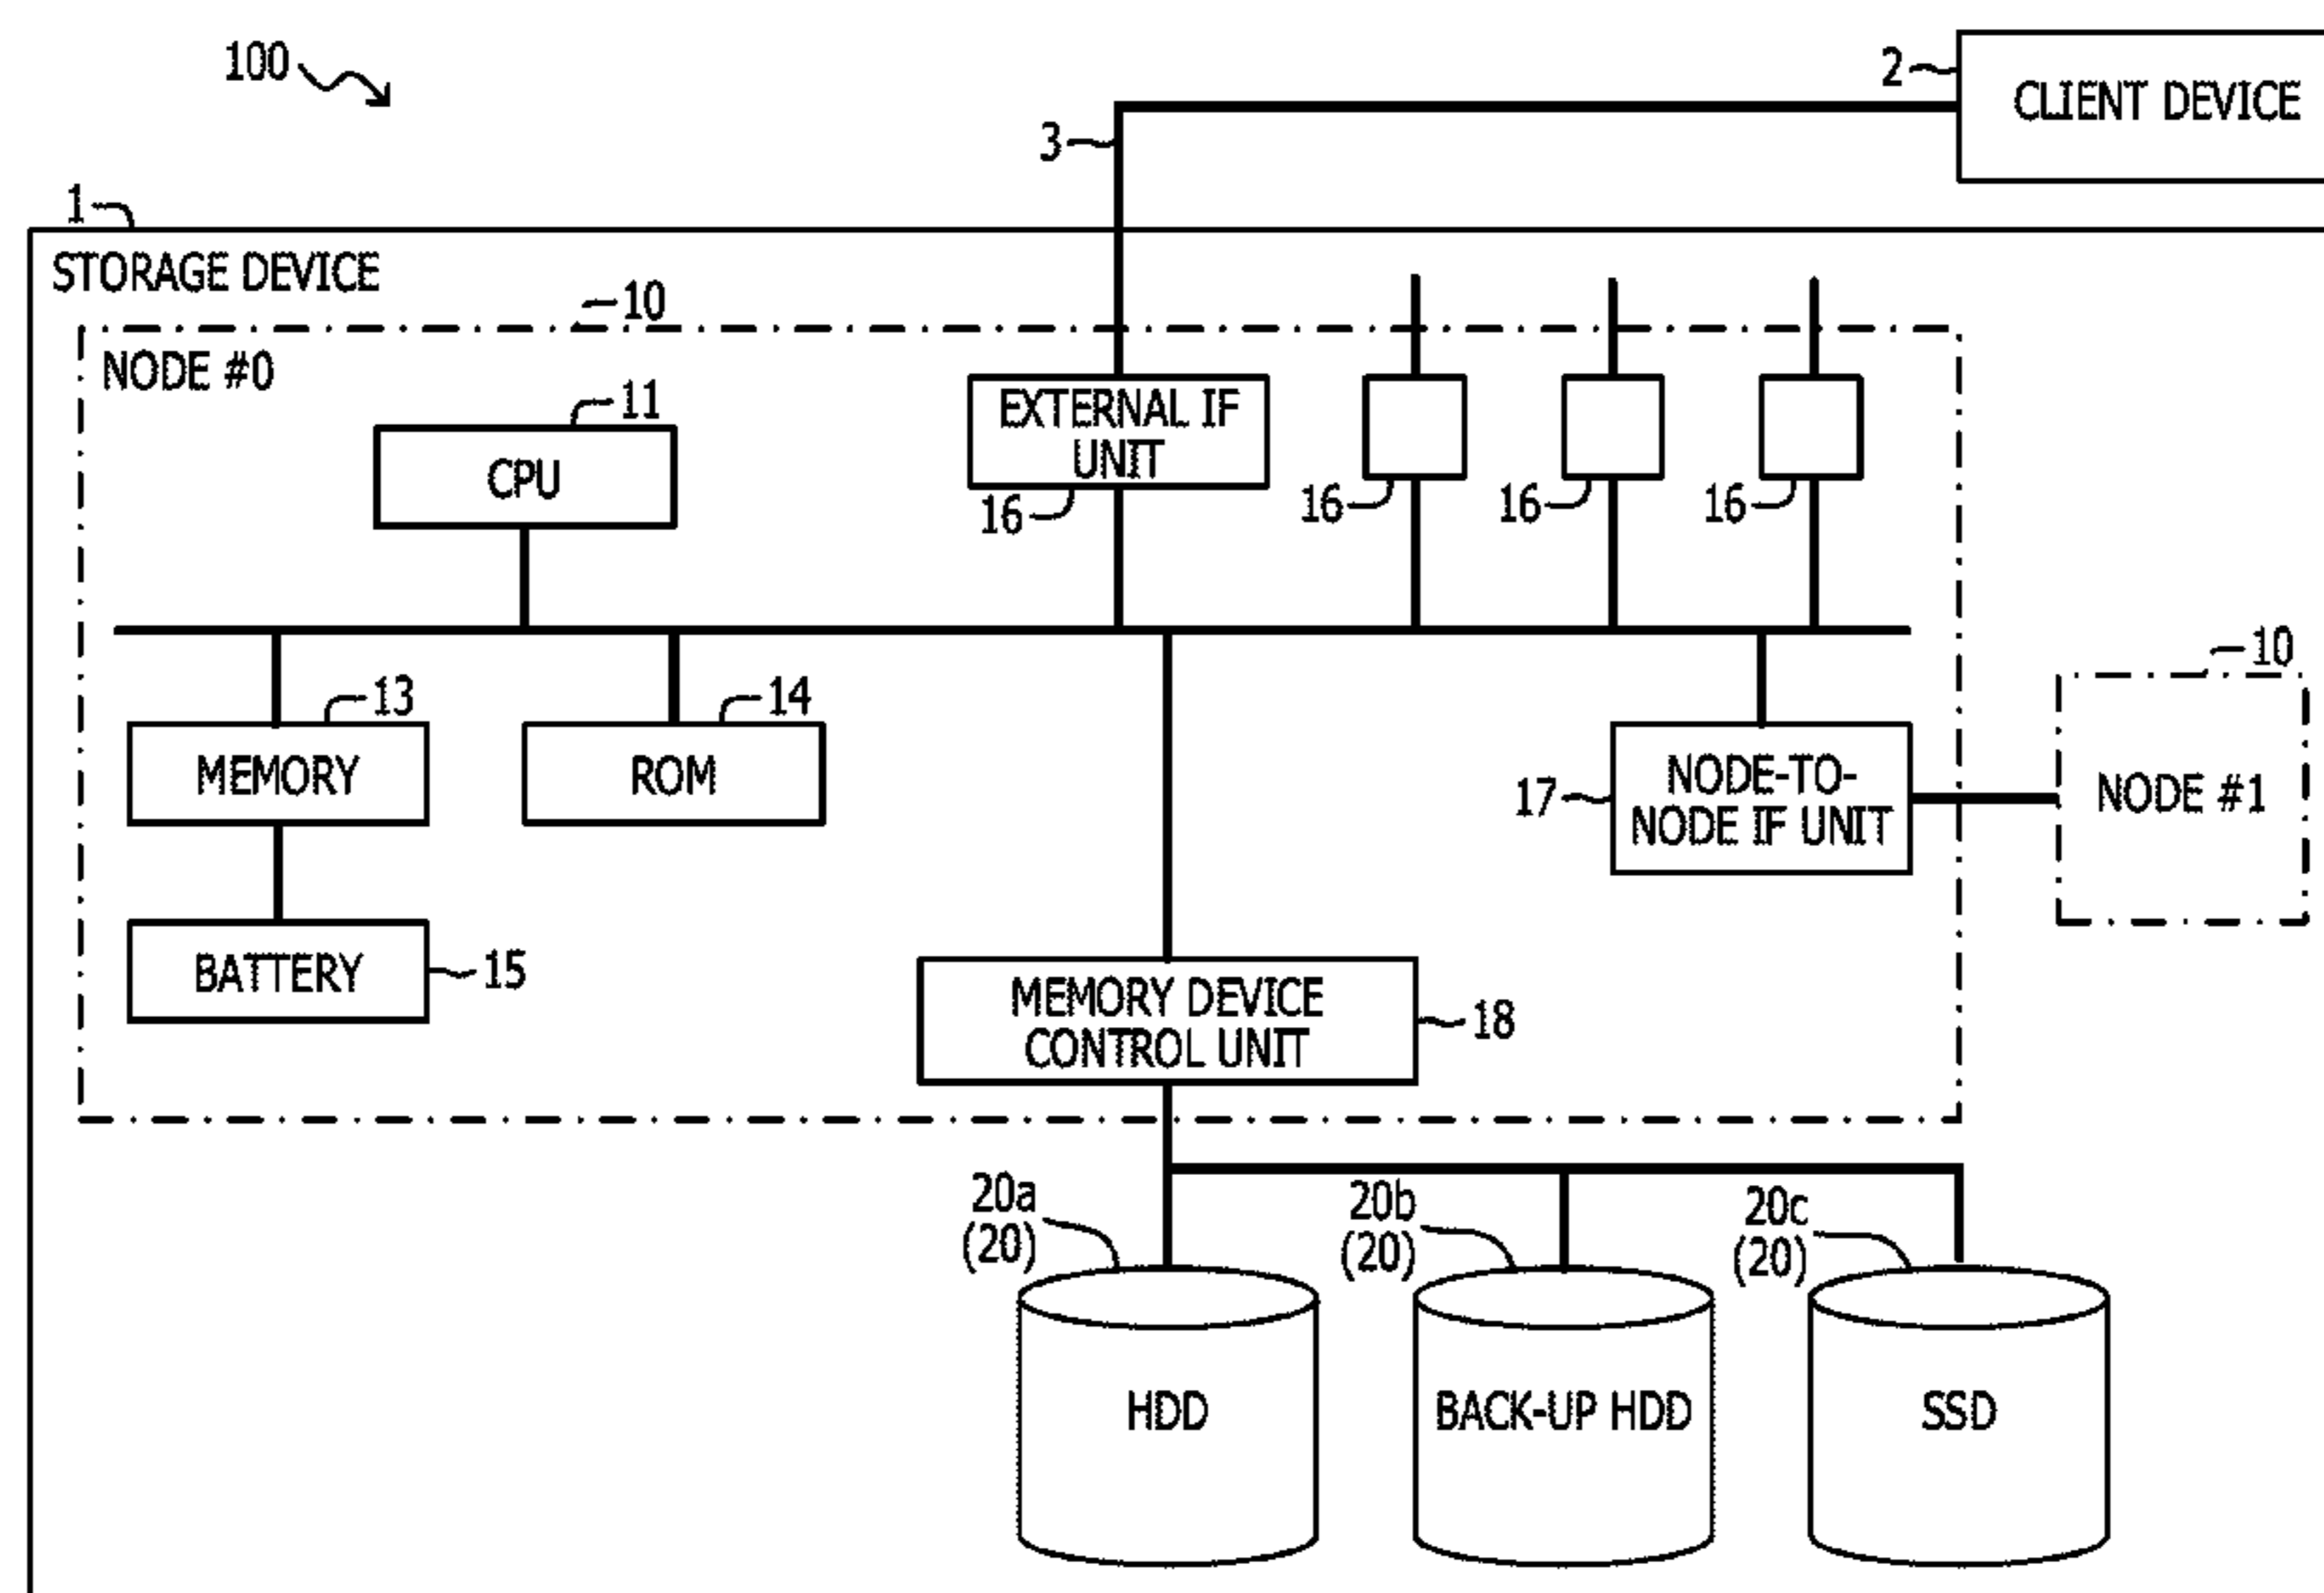 100
2
CLIENT DEVICE
3
1
STORAGE DEVICE
10
NODE #0
11
CPU
EXTERNAL IF
UNIT
16
16
16
16
10
13
14
MEMORY
ROM
17
NODE-TO-
NODE IF UNIT
NODE #1
BATTERY
15
MEMORY DEVICE
CONTROL UNIT
18
20a
(20)
20b
(20)
20c
(20)
HDD
BACK-UP HDD
SSD